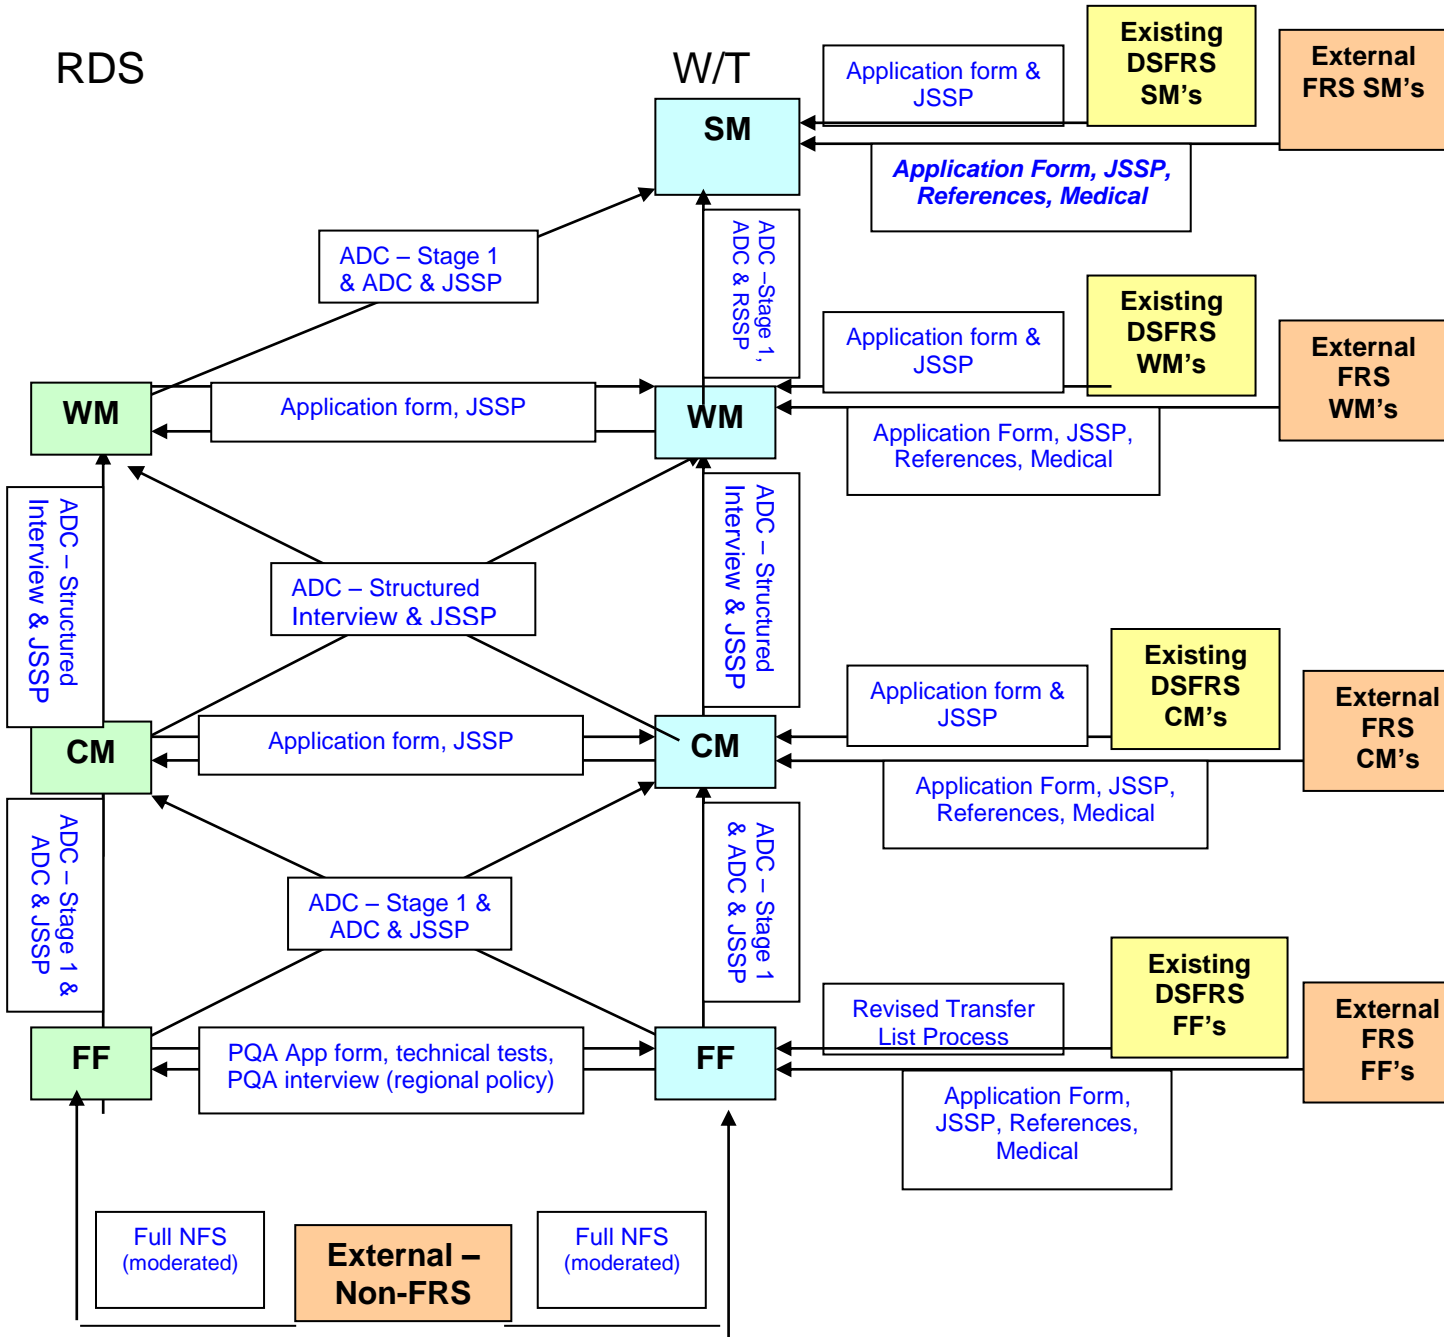 RDS
W/T
Application form &
JSSP
Existing
DSFRS
SM's
External
FRS SM's
SM
Application Form, JSSP,
References, Medical
ADC – Stage 1
& ADC & JSSP
ADC –Stage 1,
ADC & RSSP
Application form &
JSSP
Existing
DSFRS
WM's
External
FRS
WM's
WM
Application form, JSSP
WM
Application Form, JSSP,
References, Medical
ADC – Structured
Interview & JSSP
ADC – Structured
Interview & JSSP
ADC – Structured
Interview & JSSP
Application form &
JSSP
Existing
DSFRS
CM's
External
FRS
CM's
CM
Application form, JSSP
CM
Application Form, JSSP,
References, Medical
ADC – Stage 1 &
ADC & JSSP
ADC – Stage 1 &
ADC & JSSP
ADC – Stage 1
& ADC & JSSP
Revised Transfer
List Process
Existing
DSFRS
FF's
External
FRS
FF's
FF
PQA App form, technical tests,
PQA interview (regional policy)
FF
Application Form,
JSSP, References,
Medical
Full NFS
(moderated)
External –
Non-FRS
Full NFS
(moderated)